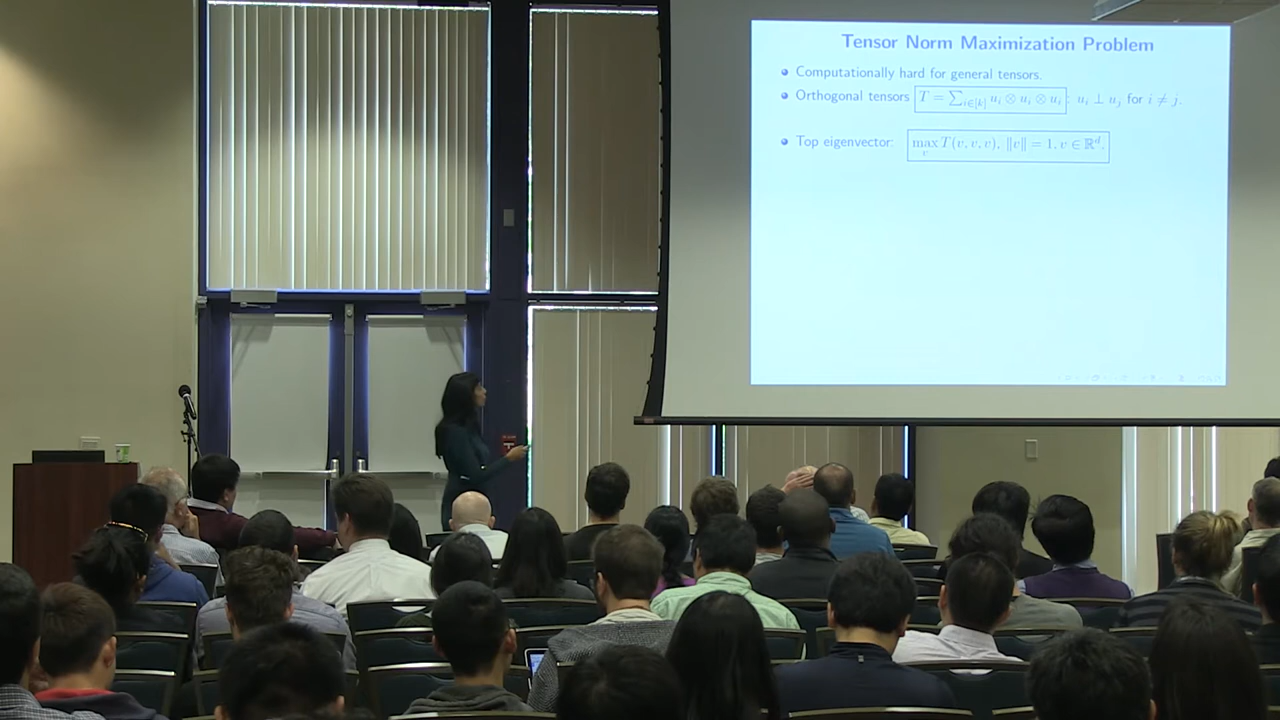 Tensor Norm Maximization Problem
Computationally hard for general tensors.
Orthogonal tensors T = ∑_{i∈[k]} u_i ⊗ u_i ⊗ u_i : u_i ⊥ u_j for i ≠ j.
Top eigenvector: max_v T(v, v, v), ‖v‖ = 1, v ∈ ℝ^d.